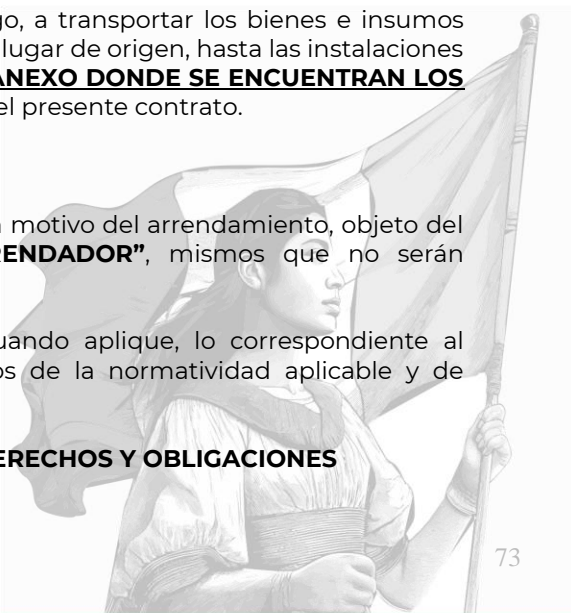 go, a transportar los bienes e insumos
lugar de origen, hasta las instalaciones
ANEXO DONDE SE ENCUENTRAN LOS
el presente contrato.
motivo del arrendamiento, objeto del
RENDADOR”, mismos que no serán
uando aplique, lo correspondiente al
os de la normatividad aplicable y de
ERECHOS Y OBLIGACIONES
73